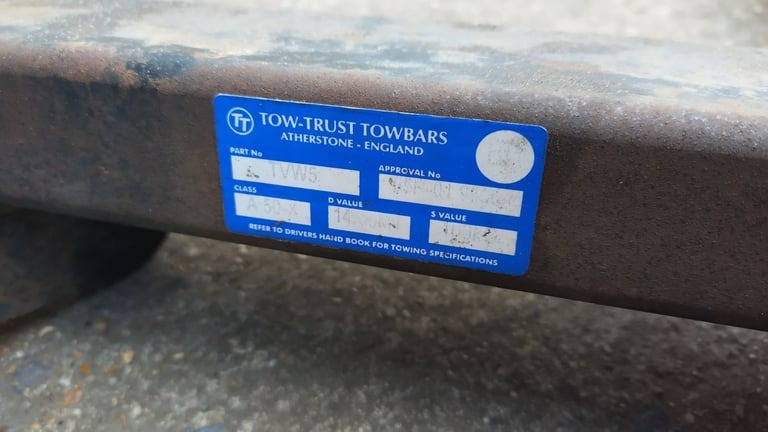 TT TOW-TRUST TOWBARS
ATHERSTONE - ENGLAND
PART No
TVW5
APPROVAL No
CLASS
A 50-X
D VALUE
S VALUE
REFER TO DRIVERS HAND BOOK FOR TOWING SPECIFICATIONS